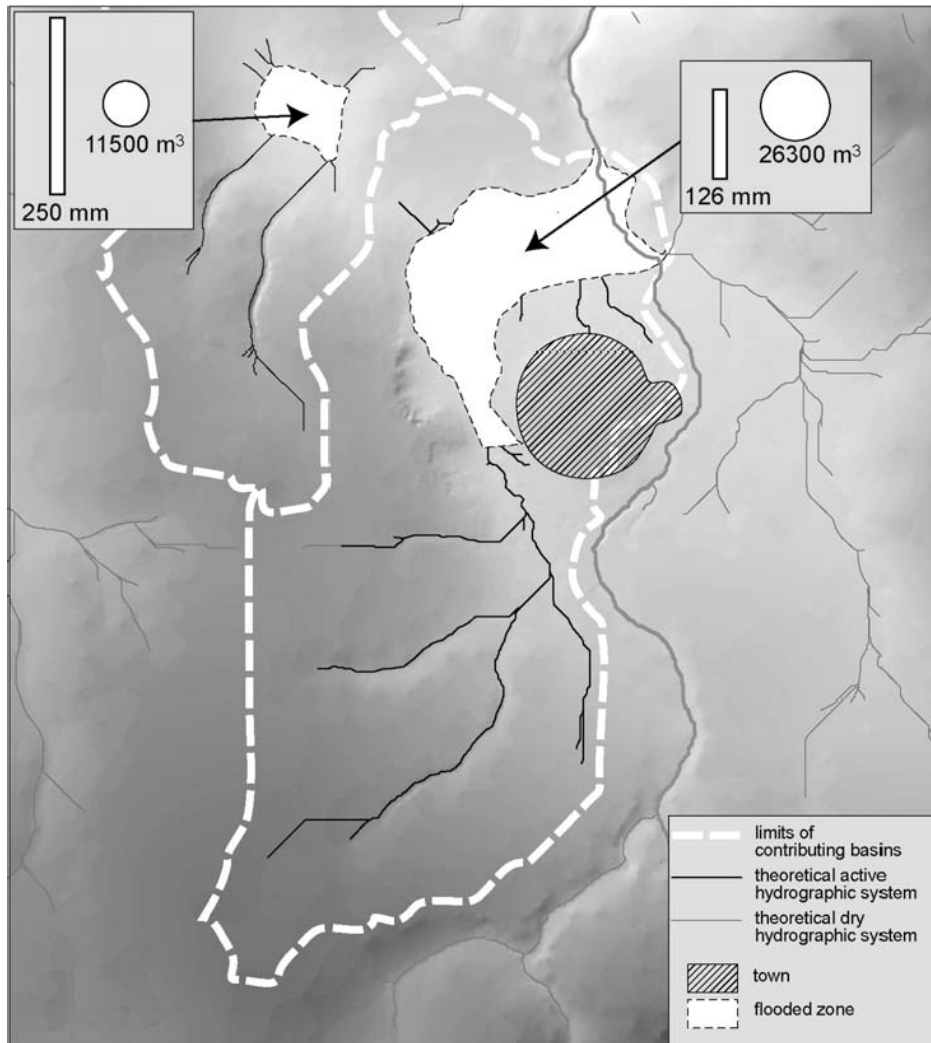 11500 m³
250 mm
26300 m³
126 mm
limits of
contributing basins
theoretical active
hydrographic system
theoretical dry
hydrographic system
town
flooded zone